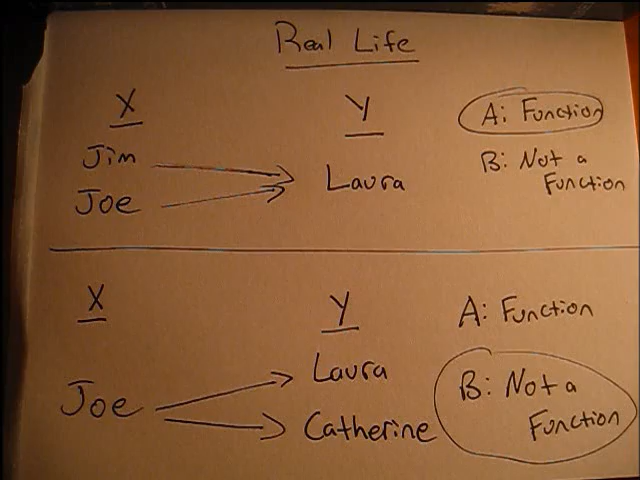 Real Life
X Y A: Function
Jim B: Not a
Laura Function
Joe
X Y A: Function
Laura B: Not a
Joe Function
Catherine